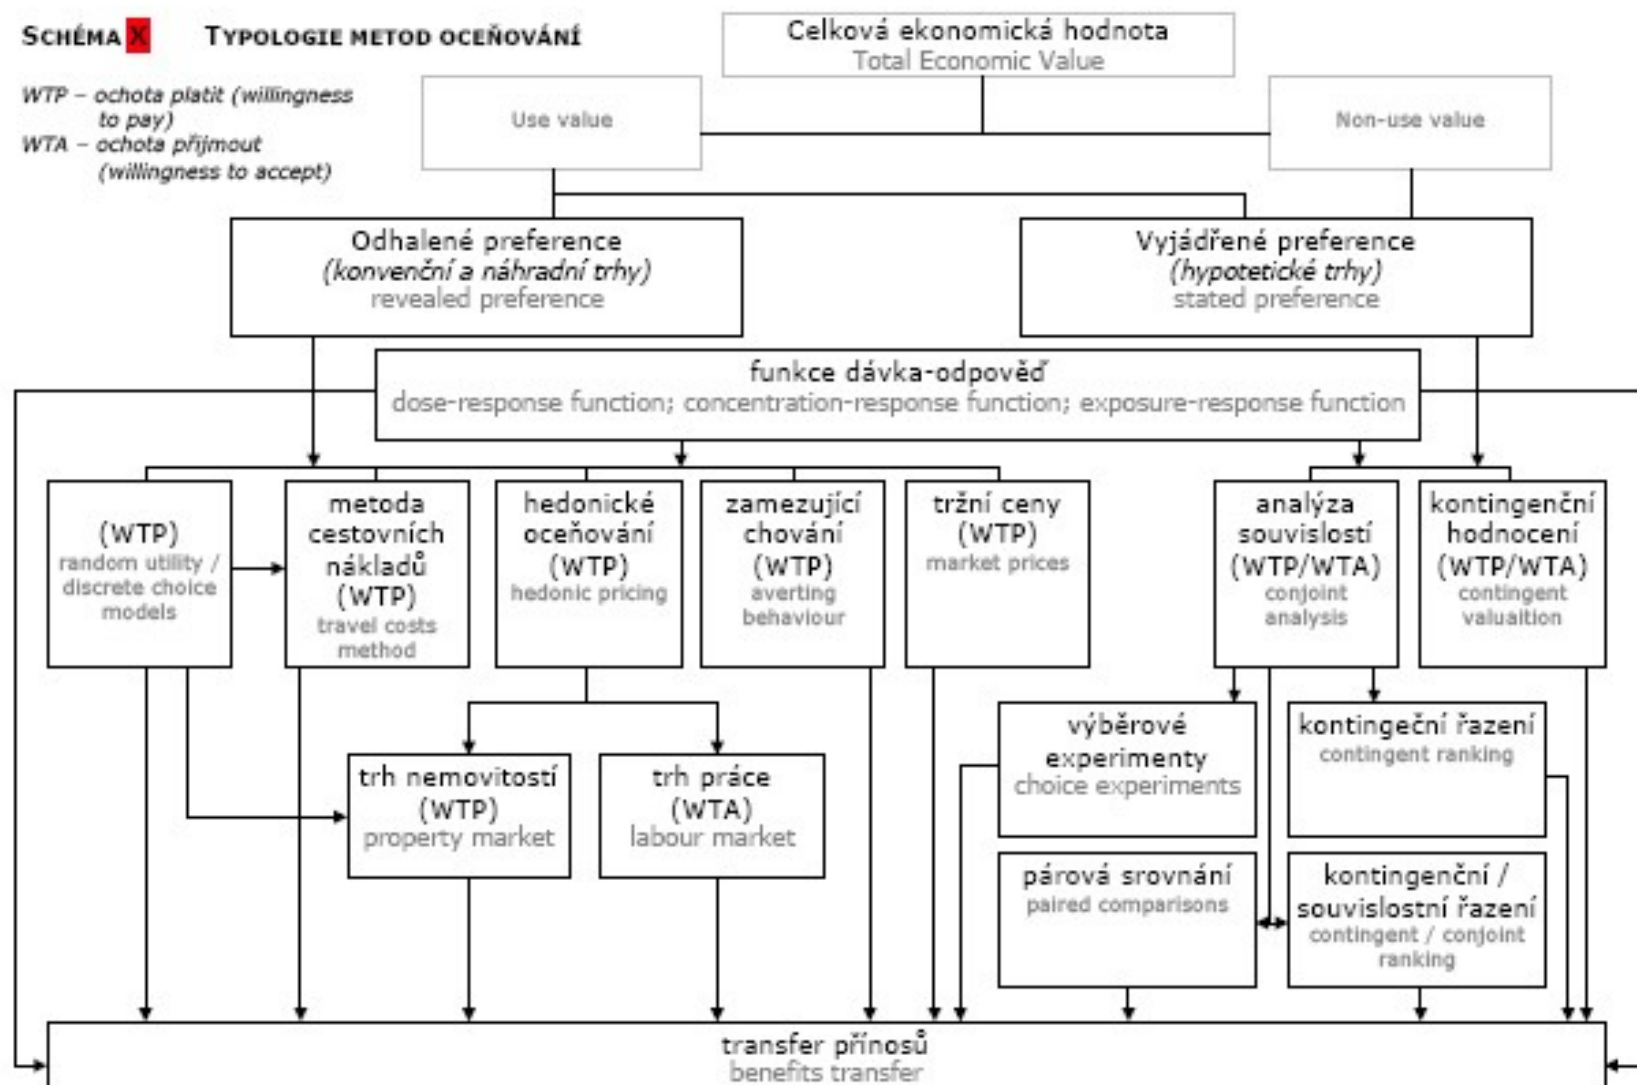 SCHÉMA X TYPOLOGIE METOD OCEŇOVÁNÍ
WTP – ochota platit (willingness
to pay)
WTA – ochota přijmout
(willingness to accept)
Celková ekonomická hodnota
Total Economic Value
Use value
Non-use value
Odhalené preference
(konvenční a náhradní trhy)
revealed preference
Vyjádřené preference
(hypotetické trhy)
stated preference
funkce dávka-odpověď
dose-response function; concentration-response function; exposure-response function
(WTP)
random utility /
discrete choice
models
metoda
cestovních
nákladů
(WTP)
travel costs
method
hedonické
oceňování
(WTP)
hedonic pricing
zamezující
chování
(WTP)
averting
behaviour
tržní ceny
(WTP)
market prices
analýza
souvislostí
(WTP/WTA)
conjoint
analysis
kontingenční
hodnocení
(WTP/WTA)
contingent
valuaition
trh nemovitostí
(WTP)
property market
trh práce
(WTA)
labour market
výběrové
experimenty
choice experiments
kontingeční řazení
contingent ranking
párová srovnání
paired comparisons
kontingenční /
souvislostní řazení
contingent / conjoint
ranking
transfer přínosů
benefits transfer